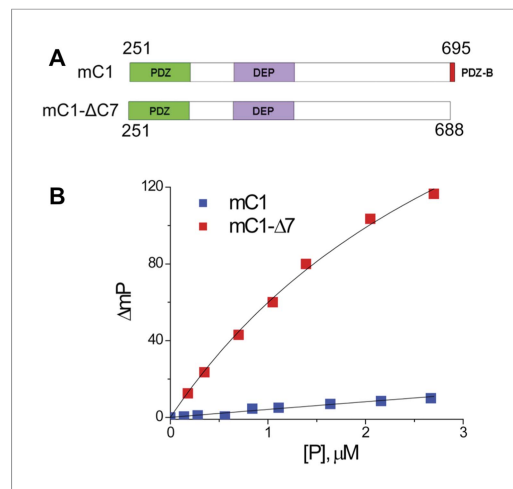 A
251 695
mC1 PDZ DEP PDZ-B
mC1-ΔC7 PDZ DEP
251 688
B
120
mC1
mC1-Δ7
80
ΔmP
40
0
0 1 2 3
[P], μM